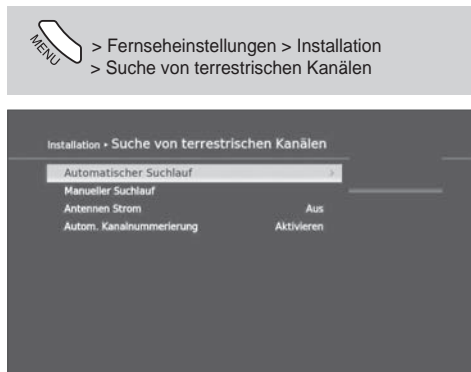 MENU
> Fernseheinstellungen > Installation
> Suche von terrestrischen Kanälen
Installation • Suche von terrestrischen Kanälen
Automatischer Suchlauf >
Manueller Suchlauf
Antennen Strom Aus
Autom. Kanalnummerierung Aktivieren